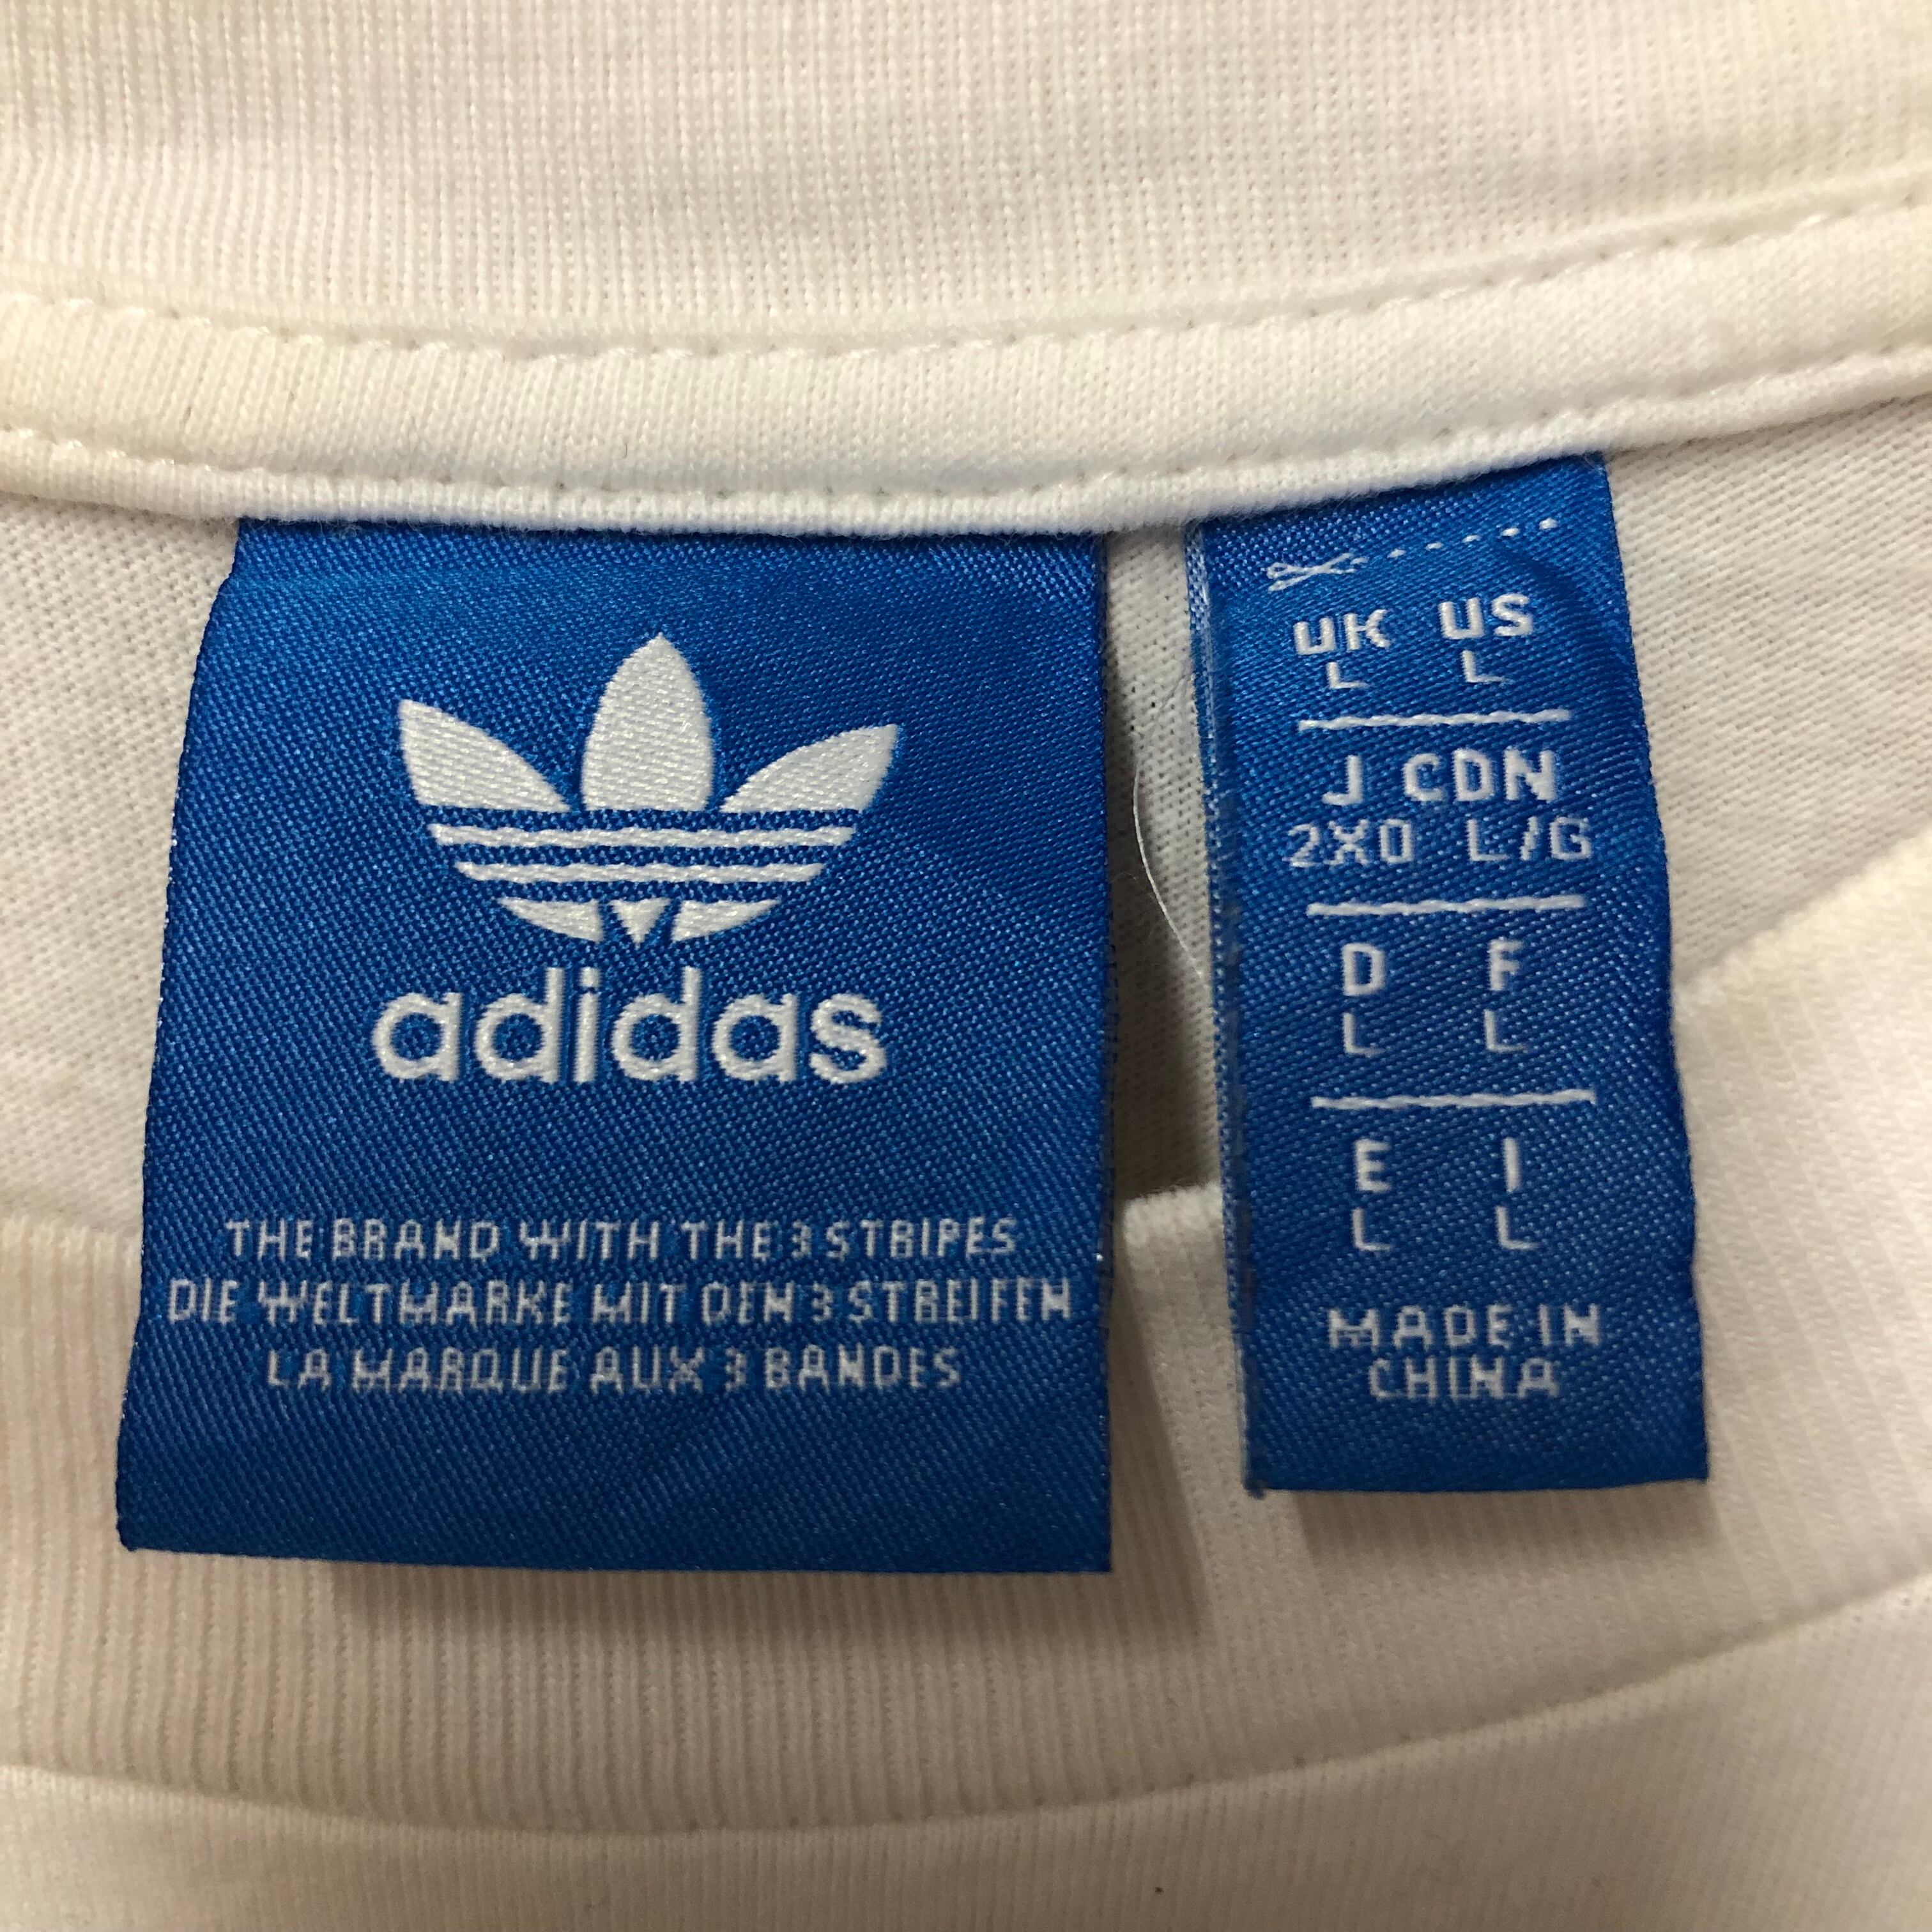 adidas
THE BRAND WITH THE 3 STRIPES
DIE WELTMARKE MIT DEN 3 STREIFEN
LA MARQUE AUX 3 BANDES
UK US
L L
J CDN
2XO L/G
D F
L L
E I
L L
MADE IN
CHINA